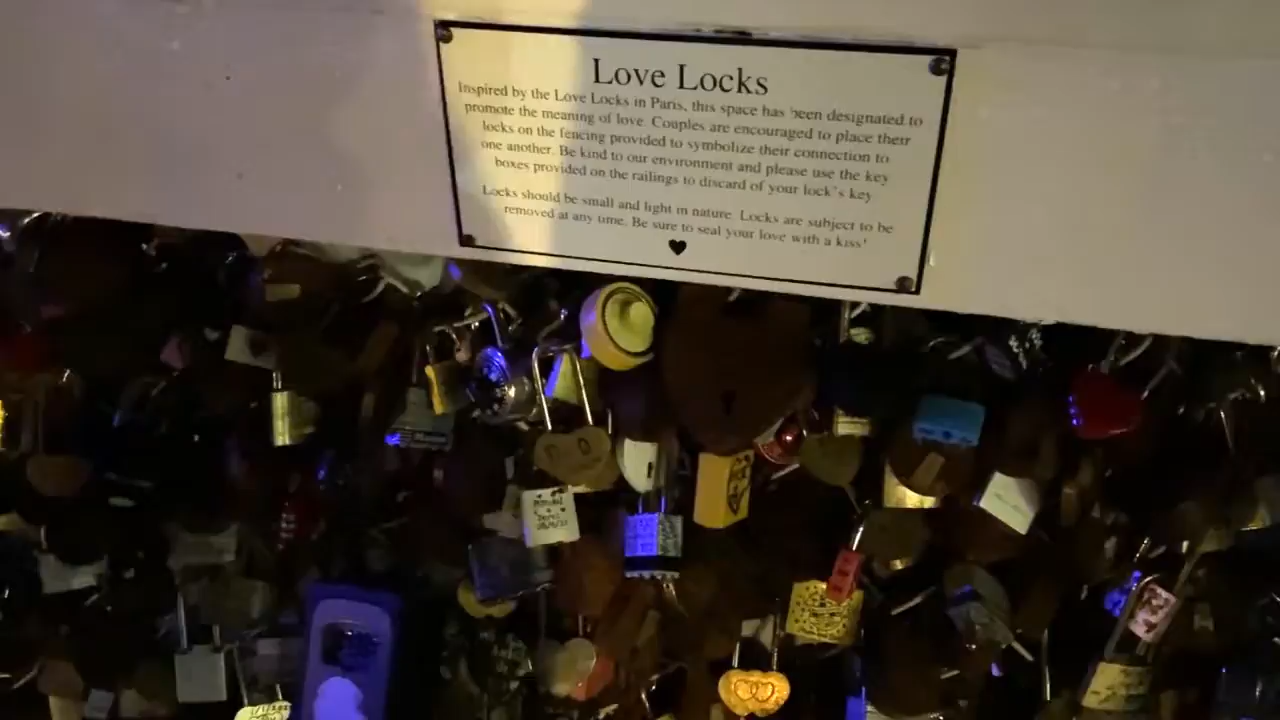 Love Locks
Inspired by the Love Locks in Paris, this space has been designated to
promote the meaning of love. Couples are encouraged to place their
locks on the fencing provided to symbolize their connection to
one another. Be kind to our environment and please use the key
boxes provided on the railings to discard of your lock's key
Locks should be small and light in nature. Locks are subject to be
removed at any time. Be sure to seal your love with a kiss!